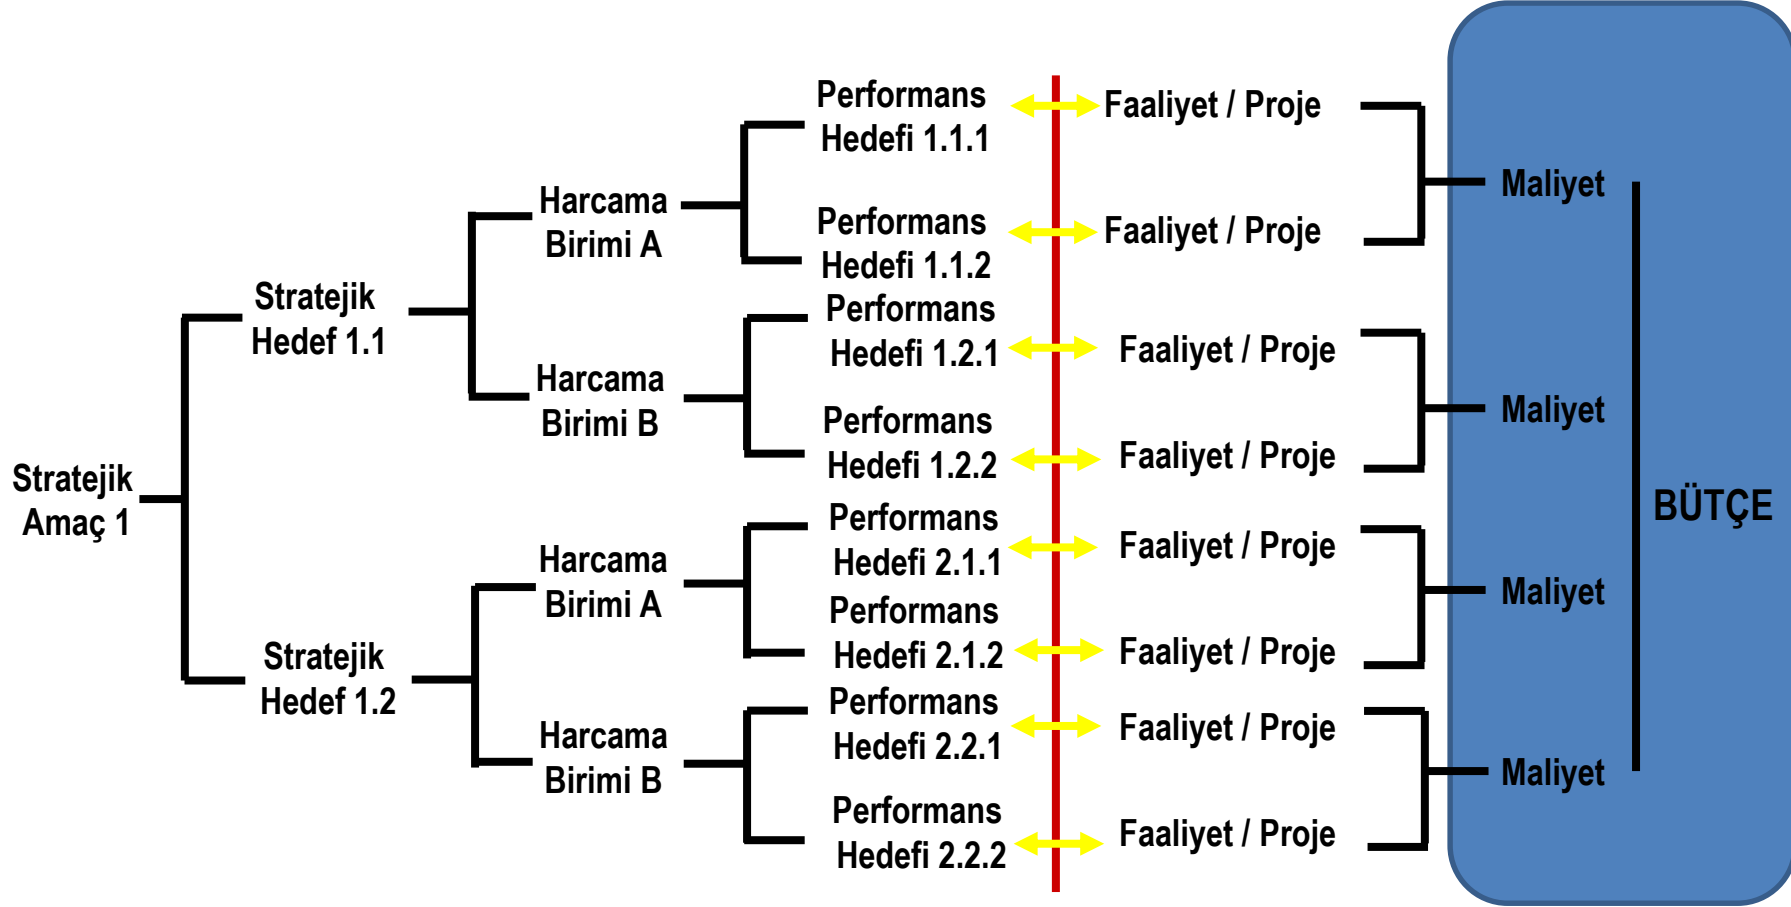 Stratejik
Amaç 1
Stratejik
Hedef 1.1
Stratejik
Hedef 1.2
Harcama
Birimi A
Harcama
Birimi B
Harcama
Birimi A
Harcama
Birimi B
Performans
Hedefi 1.1.1
Performans
Hedefi 1.1.2
Performans
Hedefi 1.2.1
Performans
Hedefi 1.2.2
Performans
Hedefi 2.1.1
Performans
Hedefi 2.1.2
Performans
Hedefi 2.2.1
Performans
Hedefi 2.2.2
Faaliyet / Proje
Faaliyet / Proje
Faaliyet / Proje
Faaliyet / Proje
Faaliyet / Proje
Faaliyet / Proje
Faaliyet / Proje
Faaliyet / Proje
Maliyet
Maliyet
Maliyet
Maliyet
BÜTÇE